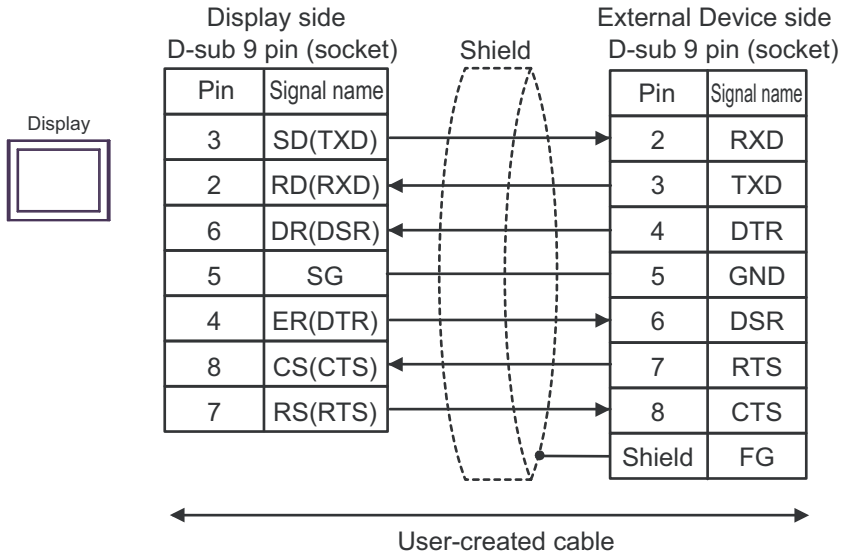 Display side
D-sub 9 pin (socket)
Shield
External Device side
D-sub 9 pin (socket)
Display
Pin Signal name
Pin Signal name
3 SD(TXD)
2 RXD
2 RD(RXD)
3 TXD
6 DR(DSR)
4 DTR
5 SG
5 GND
4 ER(DTR)
6 DSR
8 CS(CTS)
7 RTS
7 RS(RTS)
8 CTS
Shield FG
User-created cable